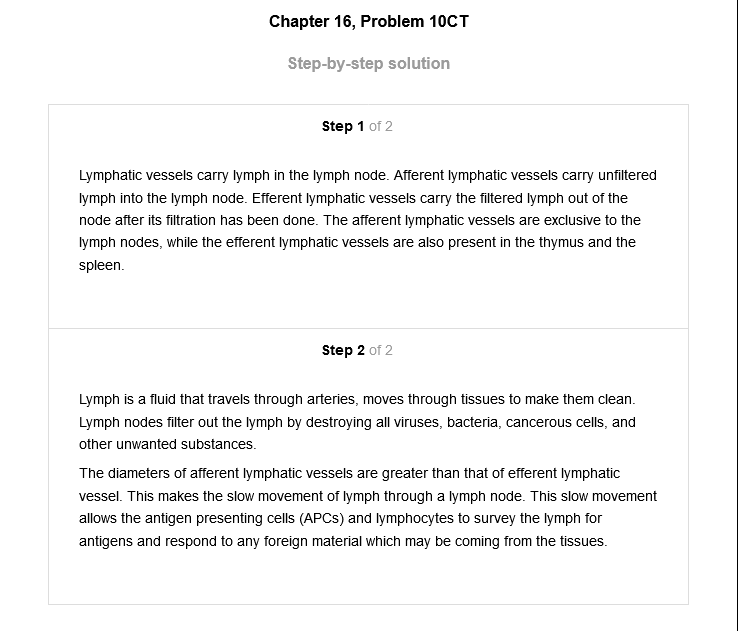 Chapter 16, Problem 10CT
Step-by-step solution
Step 1 of 2
Lymphatic vessels carry lymph in the lymph node. Afferent lymphatic vessels carry unfiltered
lymph into the lymph node. Efferent lymphatic vessels carry the filtered lymph out of the
node after its filtration has been done. The afferent lymphatic vessels are exclusive to the
lymph nodes, while the efferent lymphatic vessels are also present in the thymus and the
spleen.
Step 2 of 2
Lymph is a fluid that travels through arteries, moves through tissues to make them clean.
Lymph nodes filter out the lymph by destroying all viruses, bacteria, cancerous cells, and
other unwanted substances.
The diameters of afferent lymphatic vessels are greater than that of efferent lymphatic
vessel. This makes the slow movement of lymph through a lymph node. This slow movement
allows the antigen presenting cells (APCs) and lymphocytes to survey the lymph for
antigens and respond to any foreign material which may be coming from the tissues.